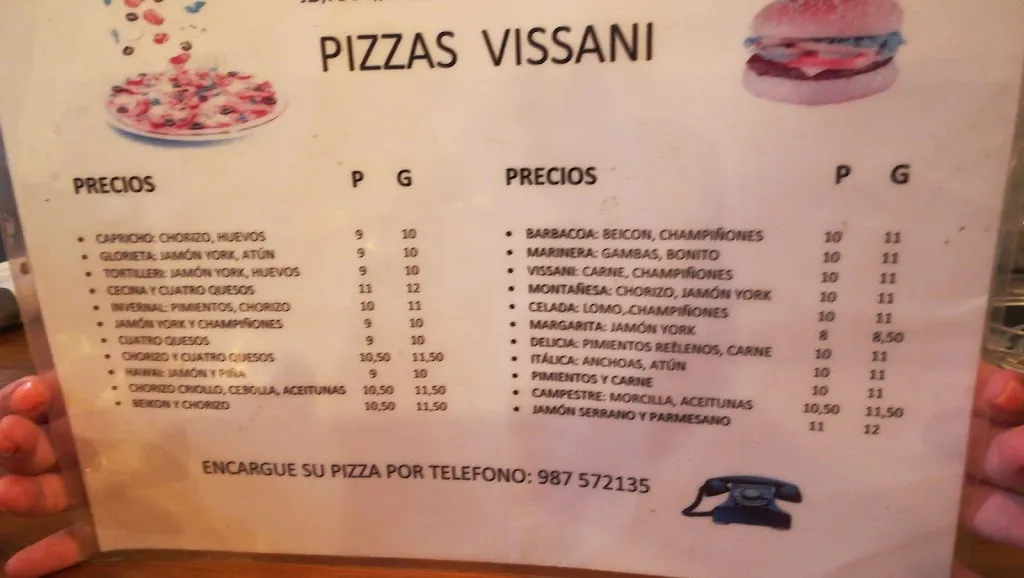 PIZZAS VISSANI
PRECIOS P G
• CAPRICHO: CHORIZO, HUEVOS 9 10
• GLORIETA: JAMÓN YORK, ATÚN 9 10
• TORTILLERI: JAMÓN YORK, HUEVOS 9 10
• CECINA Y CUATRO QUESOS 11 12
• INVERNAL: PIMIENTOS, CHORIZO 10 11
• JAMÓN YORK Y CHAMPIÑONES 9 10
• CUATRO QUESOS 9 10
• CHORIZO Y CUATRO QUESOS 10,50 11,50
• HAWAI: JAMÓN Y PIÑA 9 10
• CHORIZO CRIOLLO, CEBOLLA, ACEITUNAS 10,50 11,50
• BEIKON Y CHORIZO 10,50 11,50
PRECIOS P G
• BARBACOA: BEICON, CHAMPIÑONES 10 11
• MARINERA: GAMBAS, BONITO 10 11
• VISSANI: CARNE, CHAMPIÑONES 10 11
• MONTAÑESA: CHORIZO, JAMÓN YORK 10 11
• CELADA: LOMO, CHAMPIÑONES 10 11
• MARGARITA: JAMÓN YORK 8 8,50
• DELICIA: PIMIENTOS RELLENOS, CARNE 10 11
• ITÁLICA: ANCHOAS, ATÚN 10 11
• PIMIENTOS Y CARNE 10 11
• CAMPESTRE: MORCILLA, ACEITUNAS 10,50 11,50
• JAMÓN SERRANO Y PARMESANO 11 12
ENCARGUE SU PIZZA POR TELEFONO: 987 572135